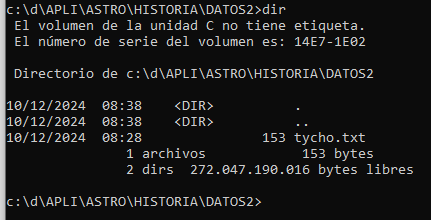 c:\d\APLI\ASTRO\HISTORIA\DATOS2>dir
El volumen de la unidad C no tiene etiqueta.
El número de serie del volumen es: 14E7-1E02
Directorio de c:\d\APLI\ASTRO\HISTORIA\DATOS2
10/12/2024  08:38    <DIR>          .
10/12/2024  08:38    <DIR>          ..
10/12/2024  08:28               153 tycho.txt
1 archivos            153 bytes
2 dirs  272.047.190.016 bytes libres
c:\d\APLI\ASTRO\HISTORIA\DATOS2>